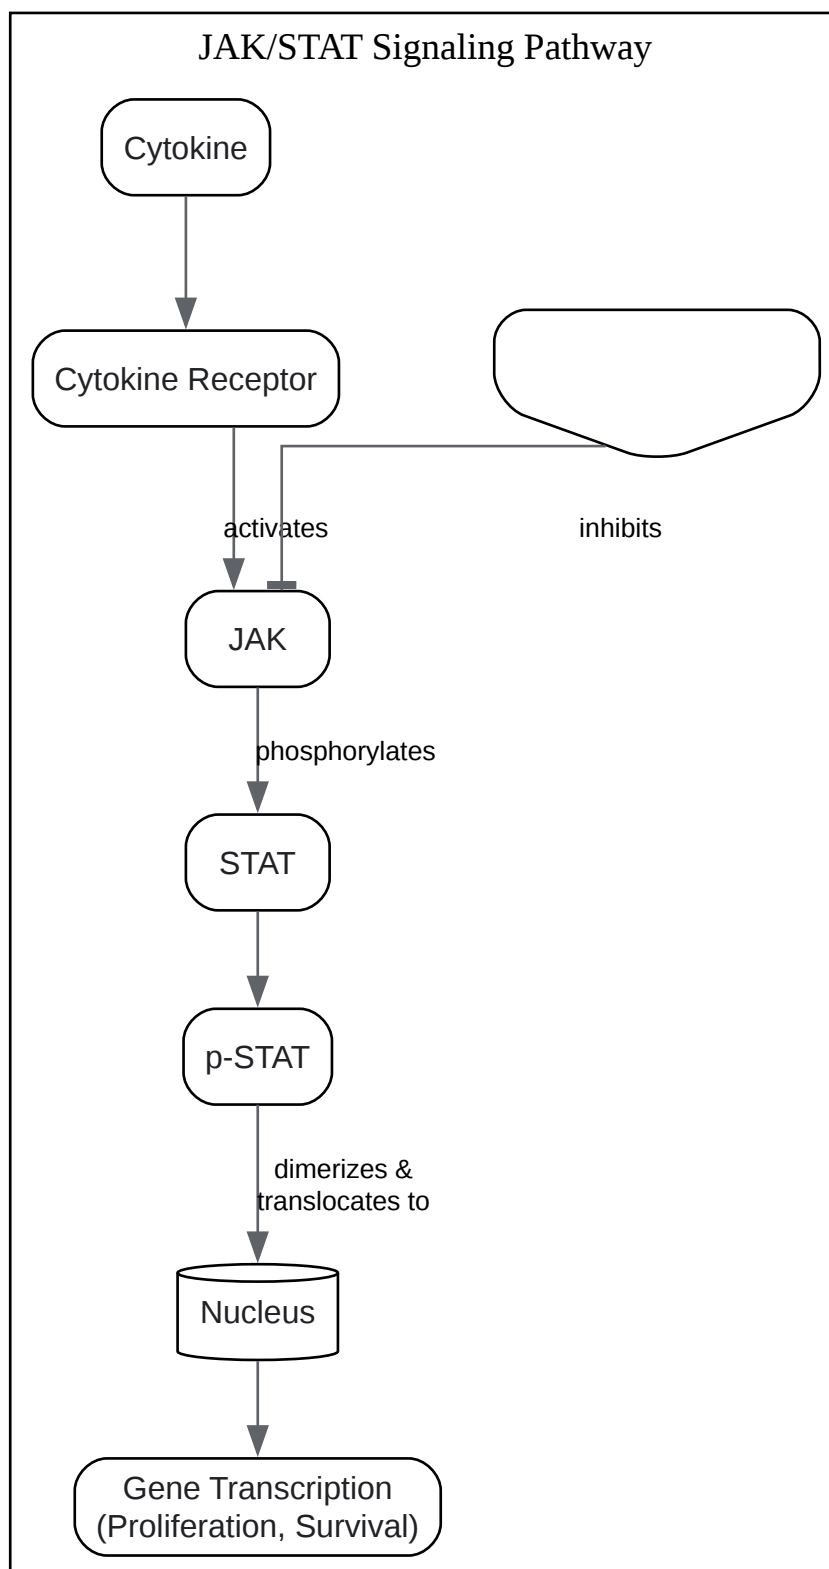 JAK/STAT Signaling Pathway
Cytokine
Cytokine Receptor
activates
inhibits
JAK
phosphorylates
STAT
p-STAT
dimerizes &
translocates to
Nucleus
Gene Transcription
(Proliferation, Survival)